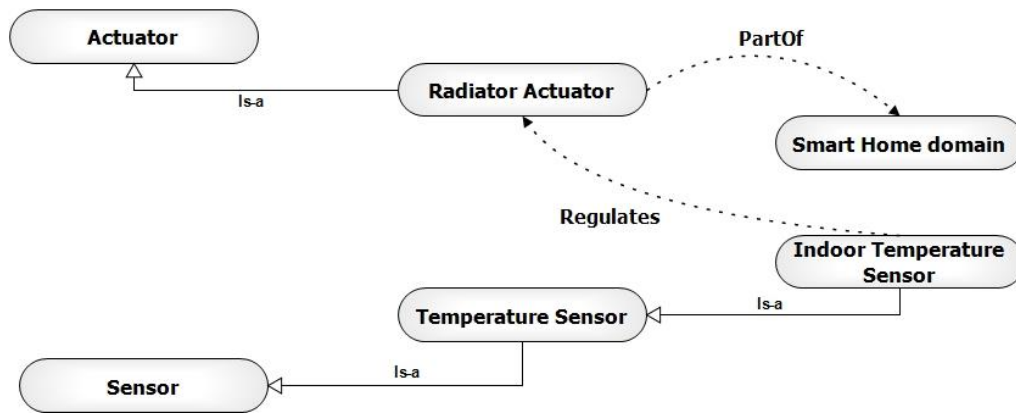 Actuator
PartOf
Is-a
Radiator Actuator
Smart Home domain
Regulates
Indoor Temperature
Sensor
Is-a
Temperature Sensor
Is-a
Sensor